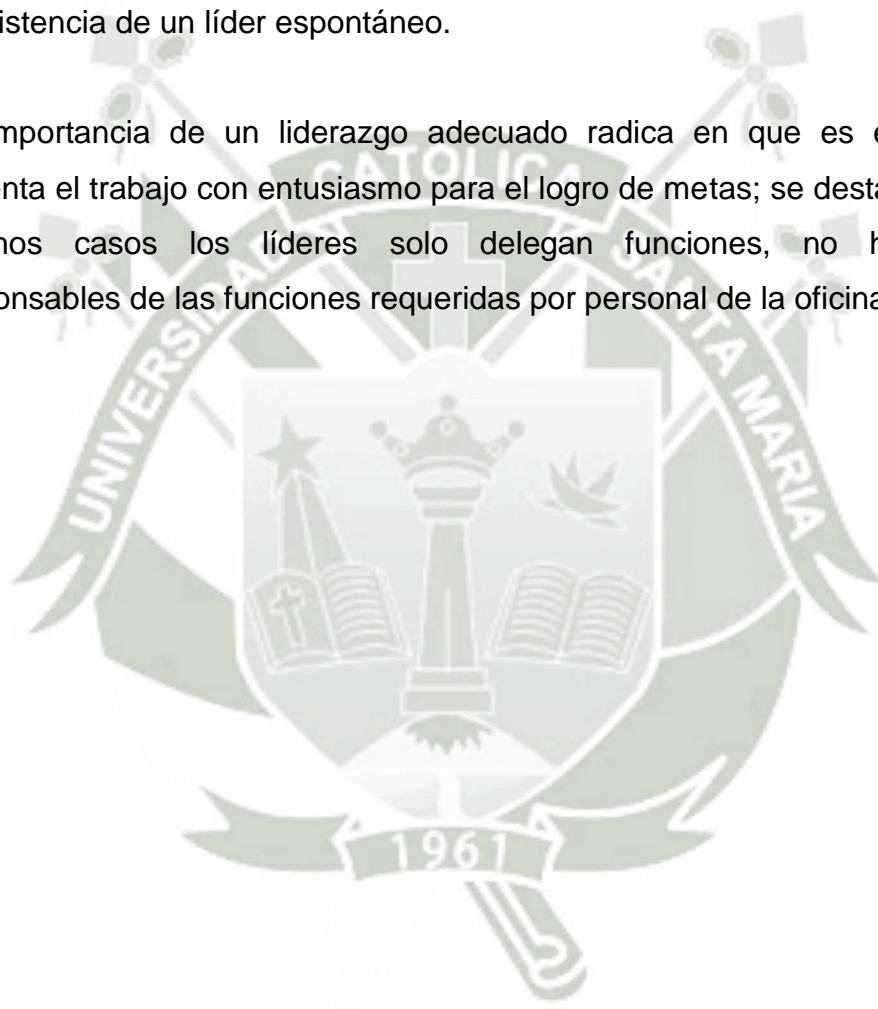 istencia de un líder espontáneo.
mportancia de un liderazgo adecuado radica en que es e
enta el trabajo con entusiasmo para el logro de metas; se desta
nos casos los líderes solo delegan funciones, no h
onsables de las funciones requeridas por personal de la oficina
UNIVERSIDAD CATOLICA SANTA MARIA
1961